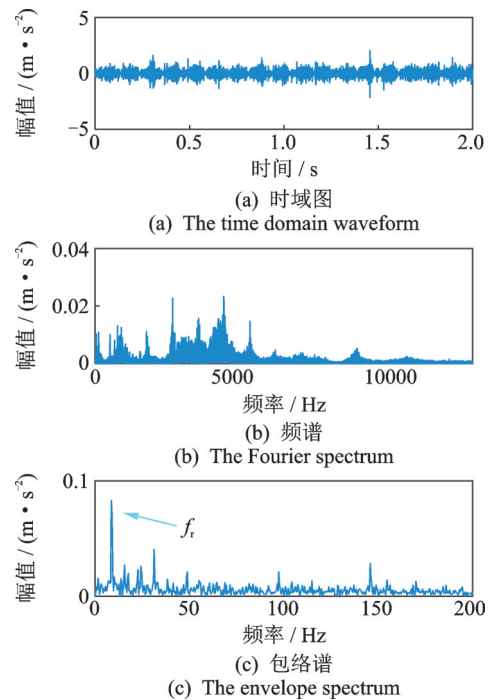 5
0
−5
幅值 / (m • s⁻²)
0 0.5 1.0 1.5 2.0
时间 / s
(a) 时域图
(a) The time domain waveform
0.04
0.02
0
幅值 / (m • s⁻²)
0 5000 10000
频率 / Hz
(b) 频谱
(b) The Fourier spectrum
0.1
0
幅值 / (m • s⁻²)
fᵣ
0 50 100 150 200
频率 / Hz
(c) 包络谱
(c) The envelope spectrum